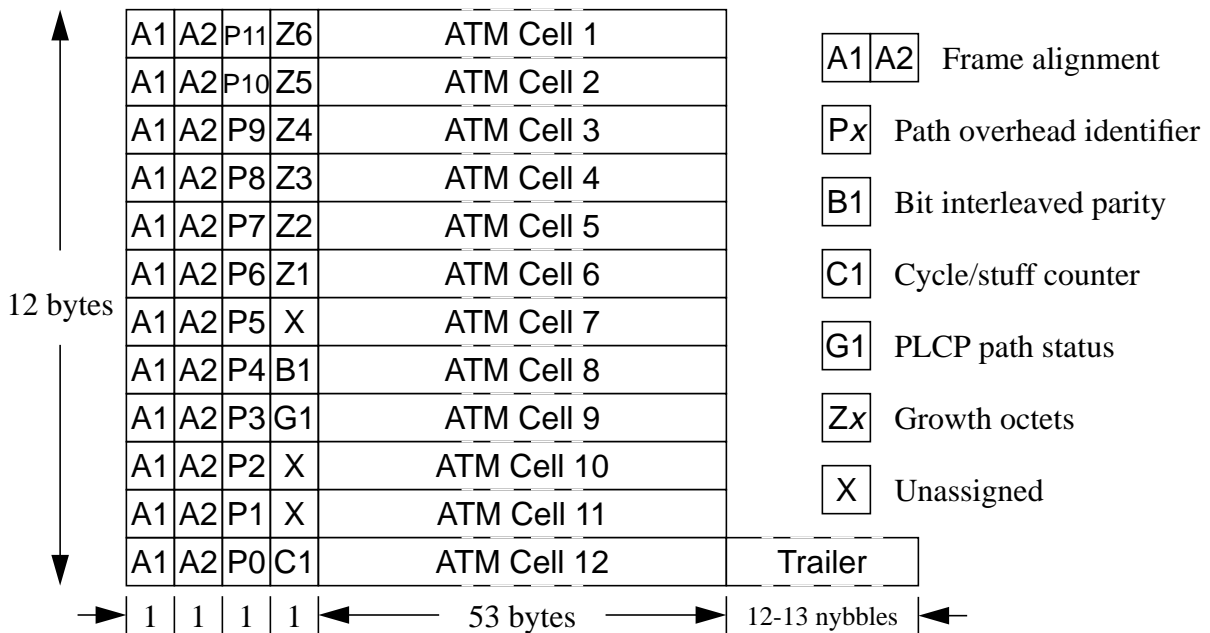 A1 A2 P11 Z6 ATM Cell 1
A1 A2 P10 Z5 ATM Cell 2
A1 A2 P9 Z4 ATM Cell 3
A1 A2 P8 Z3 ATM Cell 4
A1 A2 P7 Z2 ATM Cell 5
A1 A2 P6 Z1 ATM Cell 6
A1 A2 P5 X ATM Cell 7
A1 A2 P4 B1 ATM Cell 8
A1 A2 P3 G1 ATM Cell 9
A1 A2 P2 X ATM Cell 10
A1 A2 P1 X ATM Cell 11
A1 A2 P0 C1 ATM Cell 12 Trailer
12 bytes
1 1 1 1 53 bytes 12-13 nybbles
A1 A2 Frame alignment
Px Path overhead identifier
B1 Bit interleaved parity
C1 Cycle/stuff counter
G1 PLCP path status
Zx Growth octets
X Unassigned